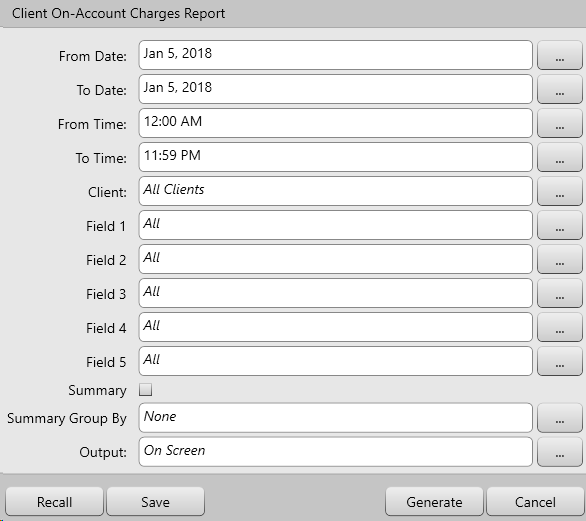 Client On-Account Charges Report
From Date: Jan 5, 2018 ...
To Date: Jan 5, 2018 ...
From Time: 12:00 AM ...
To Time: 11:59 PM ...
Client: All Clients ...
Field 1 All ...
Field 2 All ...
Field 3 All ...
Field 4 All ...
Field 5 All ...
Summary
Summary Group By None ...
Output: On Screen ...
Recall Save Generate Cancel